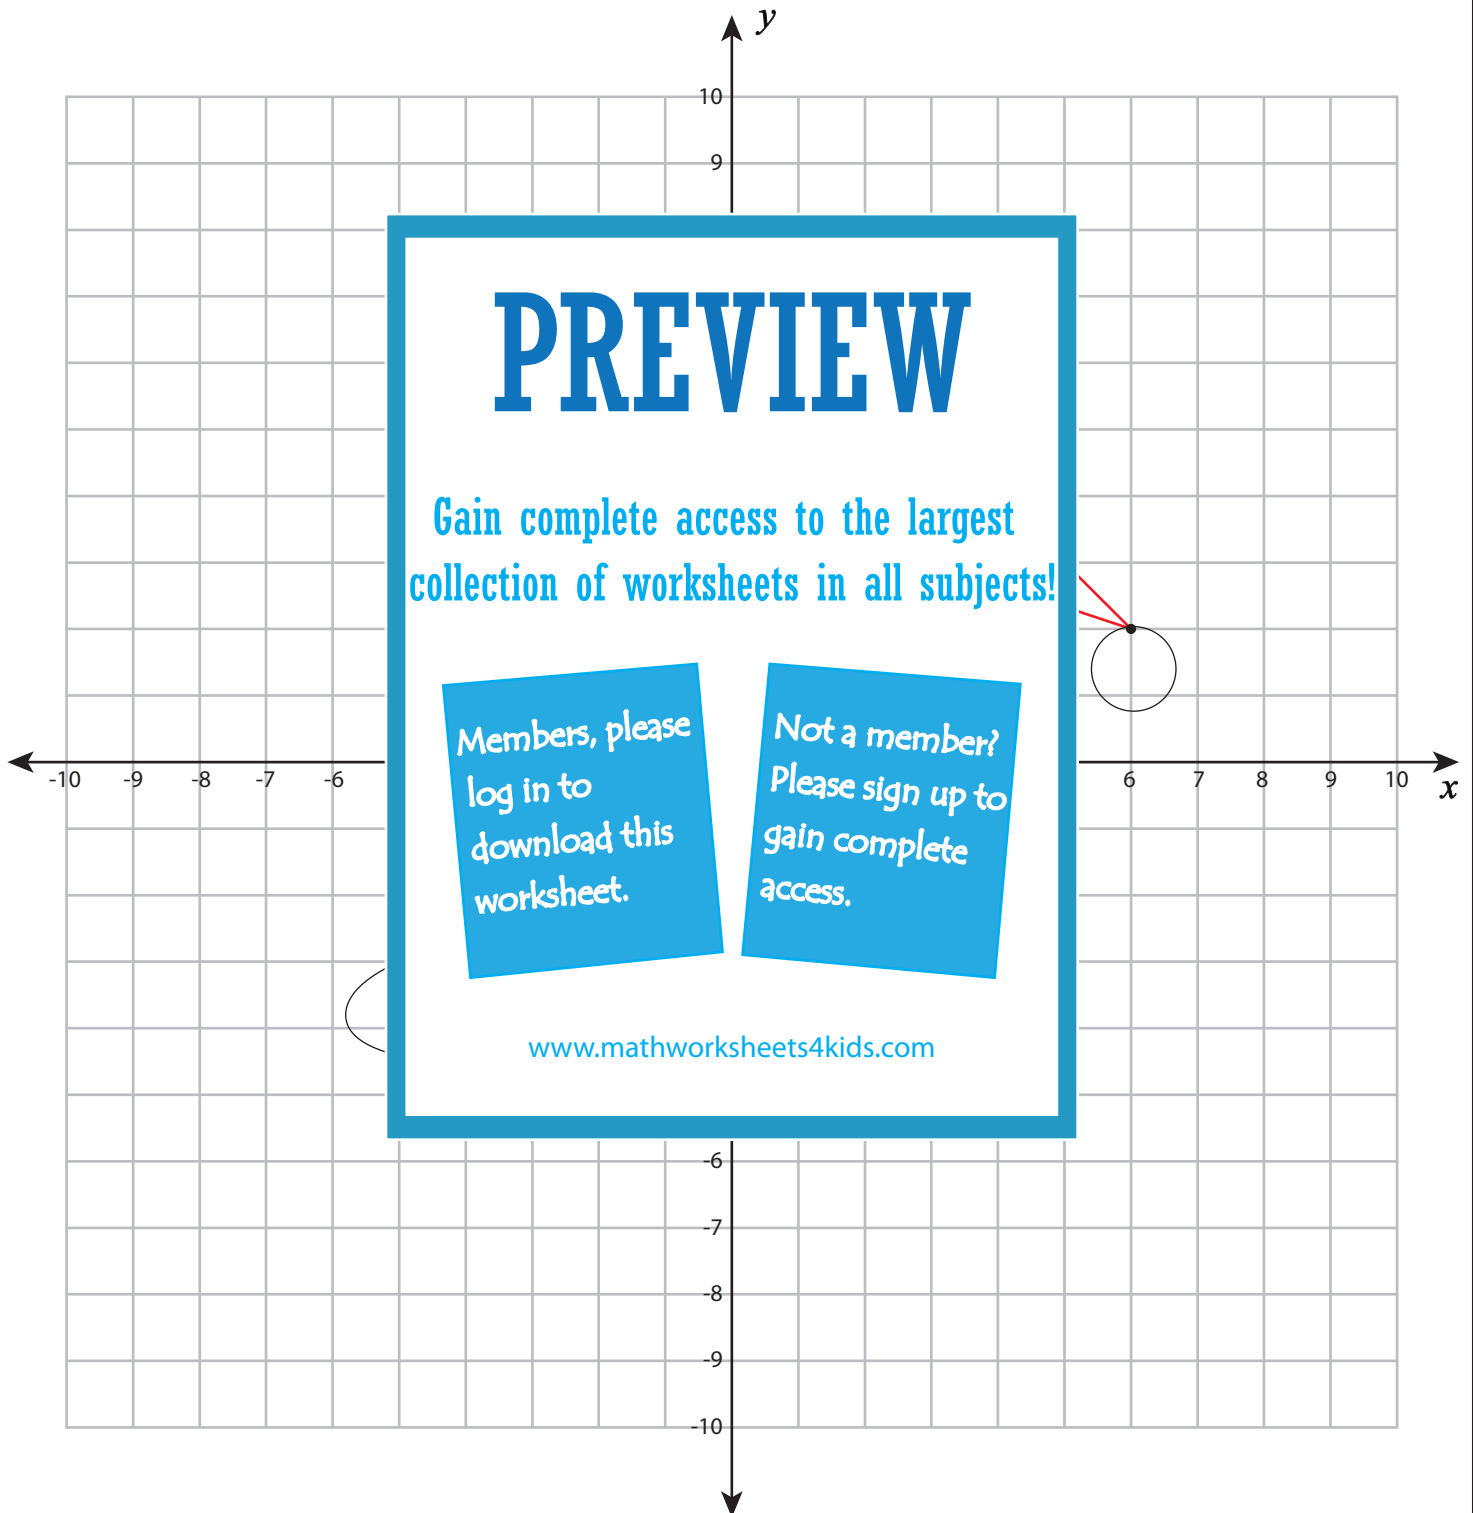 y
10
9
PREVIEW
Gain complete access to the largest
collection of worksheets in all subjects!
Members, please
log in to
download this
worksheet.
Not a member?
Please sign up to
gain complete
access.
-10 -9 -8 -7 -6 6 7 8 9 10
x
www.mathworksheets4kids.com
-6
-7
-8
-9
-10